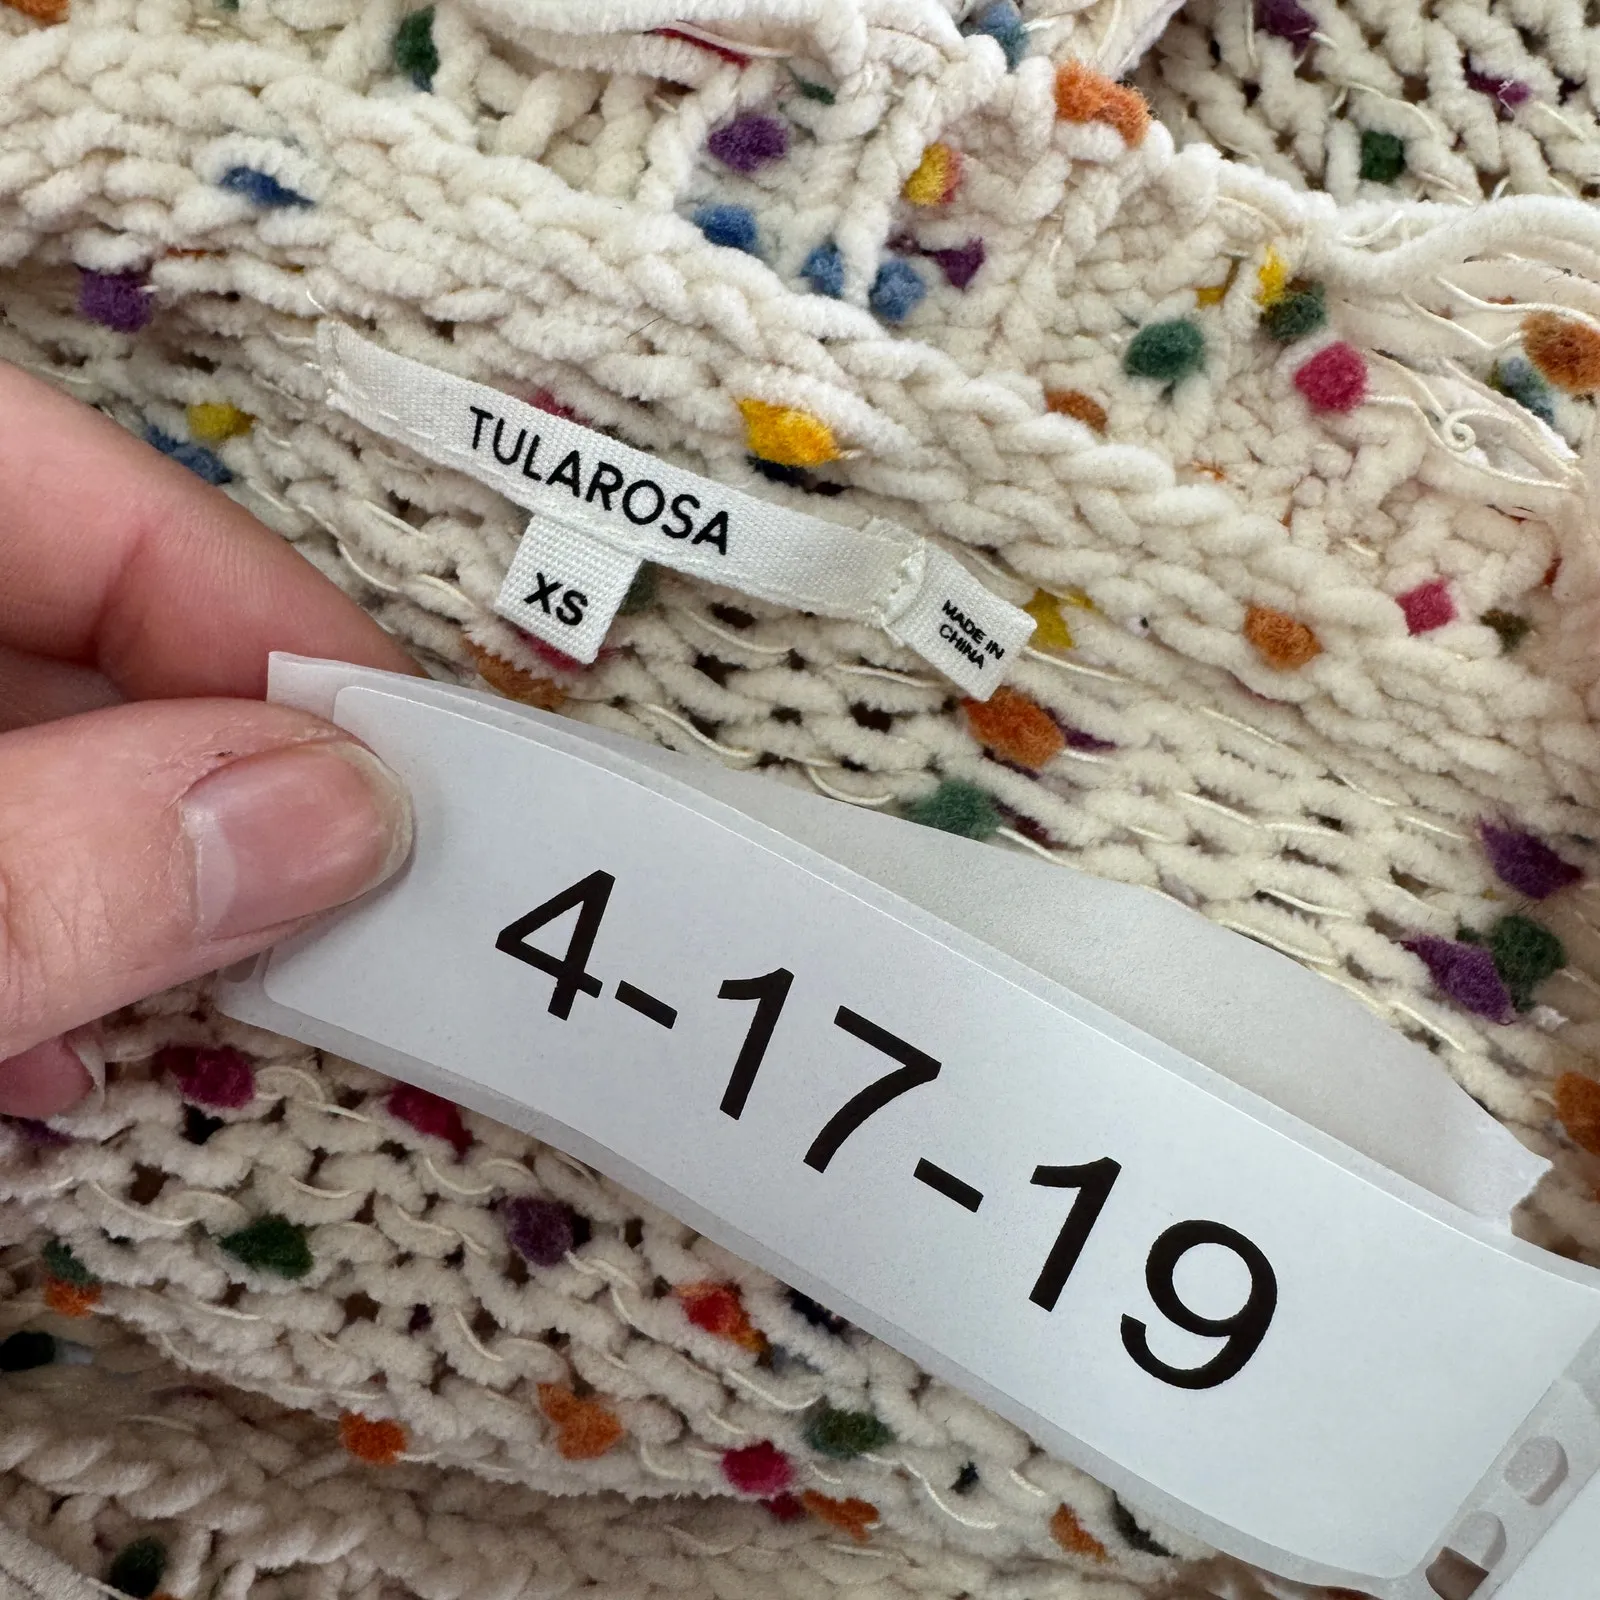 TULAROSA
XS
MADE IN
CHINA
4-17-19